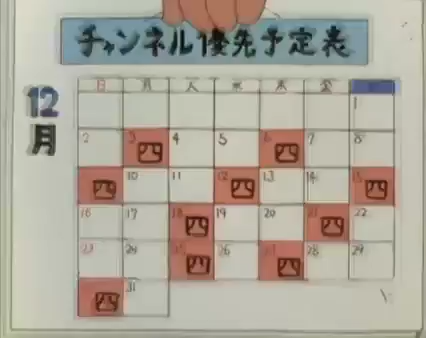 チャンネル優先予定表
12月
日 月 火 水 木 金
1
2 3 4 5 6 7 8
四 四
10 11 12 13 14 15
四 四 四
16 17 18 19 20 21 22
四 四
23 24 25 26 27 28 29
四 四
31
四